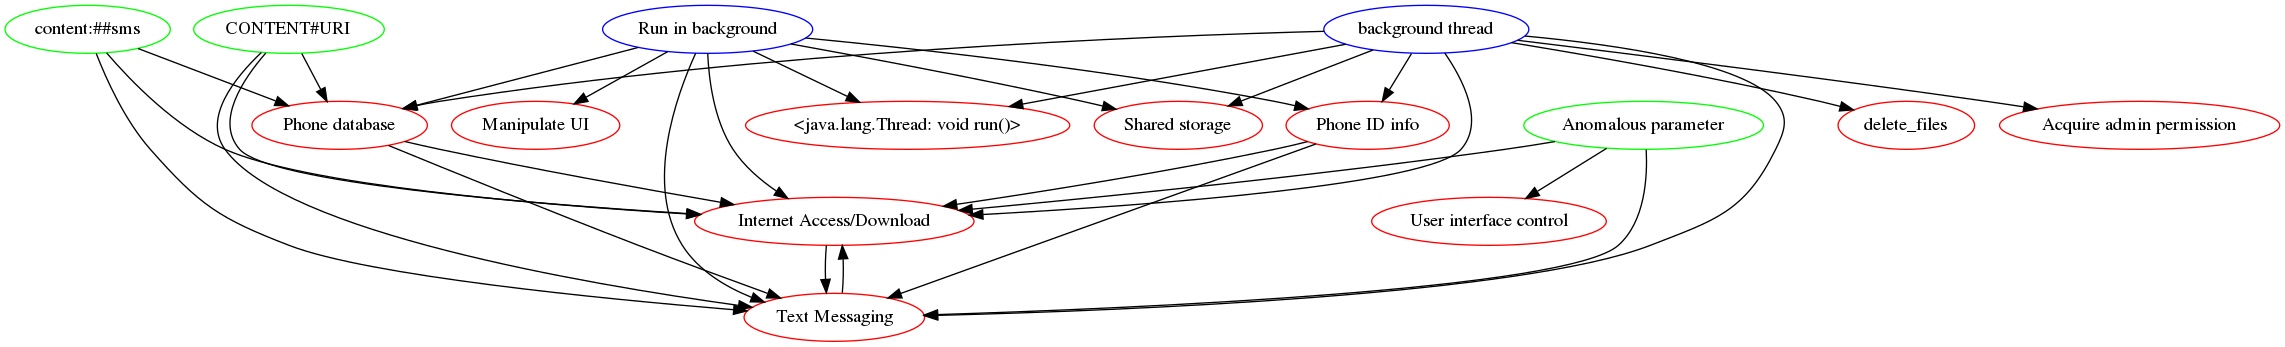 content:##sms
CONTENT#URI
Run in background
background thread
Phone database
Manipulate UI
<java.lang.Thread: void run()>
Shared storage
Phone ID info
Anomalous parameter
delete_files
Acquire admin permission
Internet Access/Download
User interface control
Text Messaging